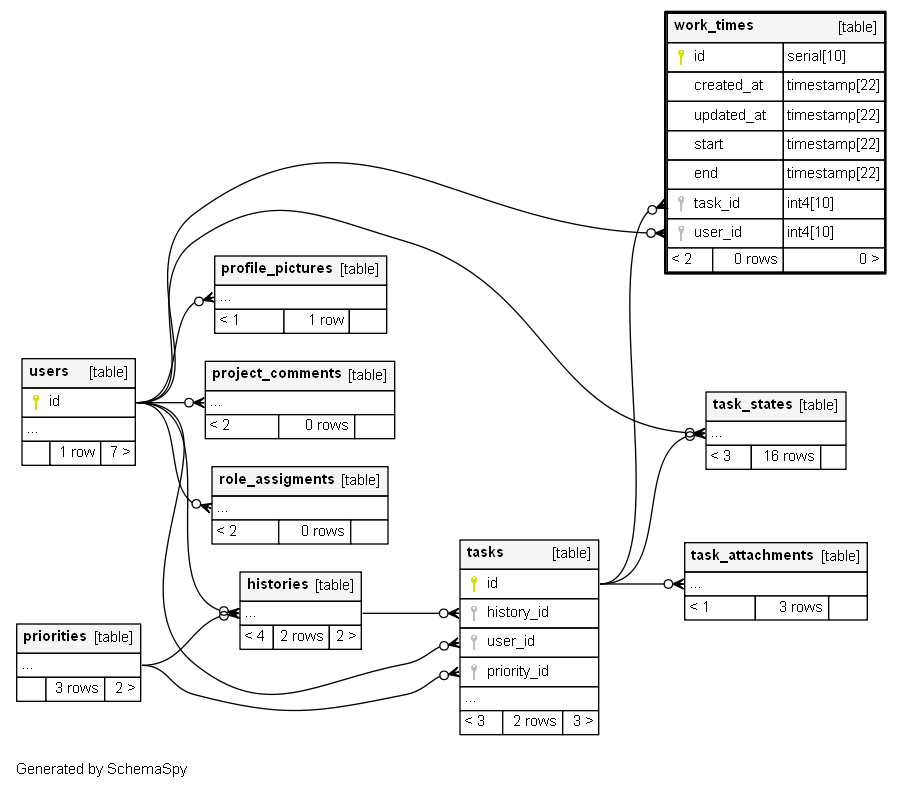 work_times [table]
id serial[10]
created_at timestamp[22]
updated_at timestamp[22]
start timestamp[22]
end timestamp[22]
task_id int4[10]
user_id int4[10]
< 2 0 rows 0 >
profile_pictures [table]
...
< 1 1 row
users [table]
id
...
1 row 7 >
project_comments [table]
...
< 2 0 rows
task_states [table]
...
< 3 16 rows
role_assigments [table]
...
< 2 0 rows
tasks [table]
id
history_id
user_id
priority_id
...
< 3 2 rows 3 >
task_attachments [table]
...
< 1 3 rows
histories [table]
...
< 4 2 rows 2 >
priorities [table]
...
3 rows 2 >
Generated by SchemaSpy